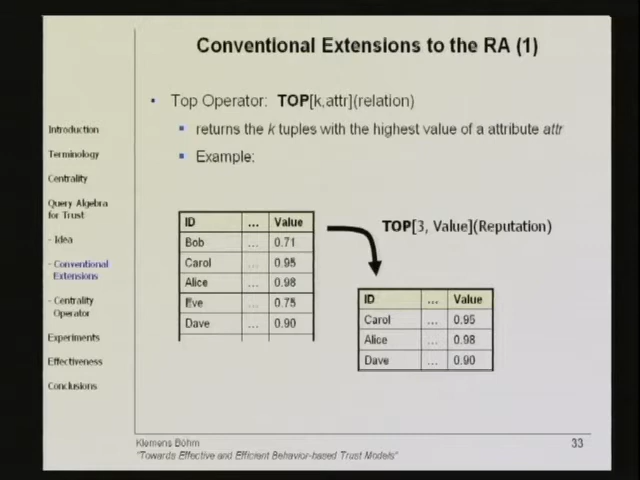 Conventional Extensions to the RA (1)
• Top Operator: TOP[k,attr](relation)
▪ returns the k tuples with the highest value of a attribute attr
▪ Example:
Introduction
Terminology
Centrality
Query Algebra
for Trust
- Idea
- Conventional
Extensions
- Centrality
Operator
Experiments
Effectiveness
Conclusions
ID ... Value
Bob ... 0.71
Carol ... 0.95
Alice ... 0.98
Eve ... 0.75
Dave ... 0.90
TOP[3, Value](Reputation)
ID ... Value
Carol ... 0.95
Alice ... 0.98
Dave ... 0.90
Klemens Böhm
"Towards Effective and Efficient Behavior-based Trust Models"
33